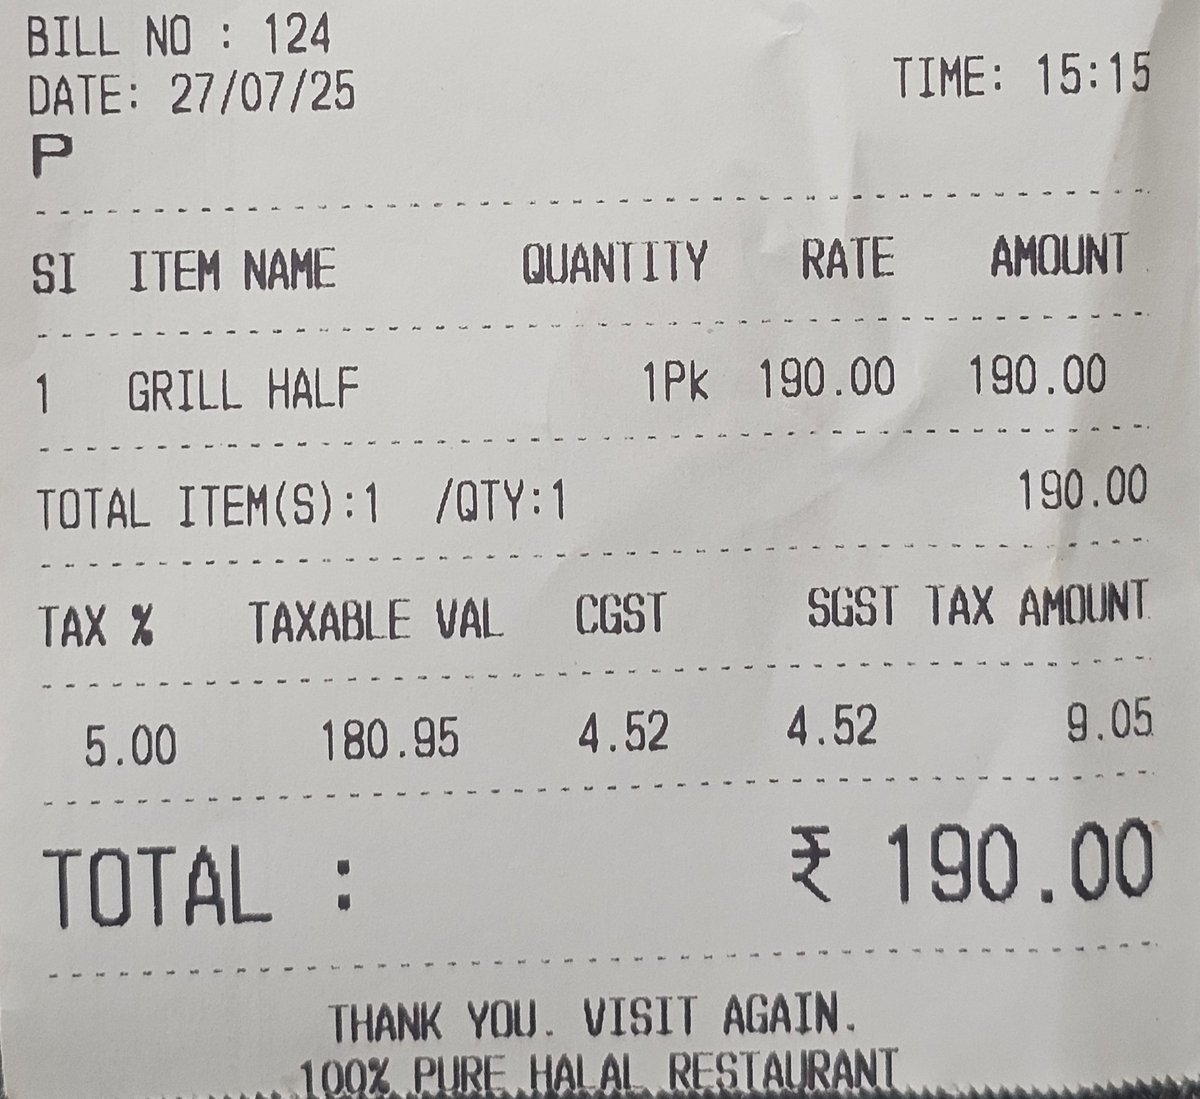 BILL NO : 124
DATE: 27/07/25 TIME: 15:15
P
SI ITEM NAME QUANTITY RATE AMOUNT
1 GRILL HALF 1Pk 190.00 190.00
TOTAL ITEM(S):1 /QTY:1 190.00
TAX % TAXABLE VAL CGST SGST TAX AMOUNT
5.00 180.95 4.52 4.52 9.05
TOTAL : ₹ 190.00
THANK YOU. VISIT AGAIN.
100% PURE HALAL RESTAURANT